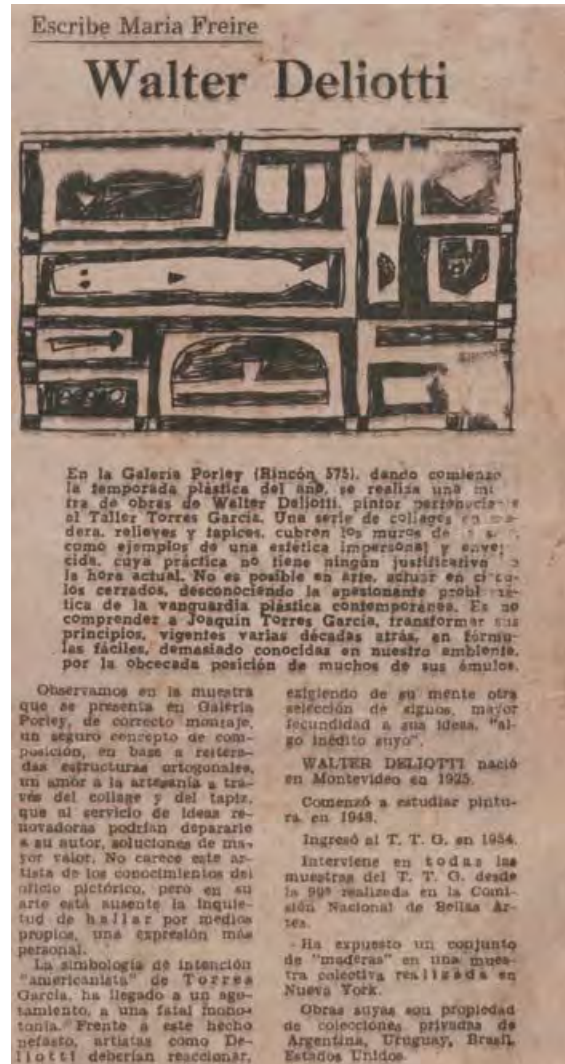 Escribe Maria Freire
Walter Deliotti
En la Galería Porley (Rincón 575), dando comienzo
la temporada plástica del año, se realiza una
tra de obras de Walter Deliotti, pintor
al Taller Torres García. Una serie de collages
dera, relieves y tapices, cubren los muros de
como ejemplos de una estética impersonal y
cida, cuya práctica no tiene ningún justificativo
la hora actual. No es posible en arte, actuar en
los cerrados, desconociendo la apasionante
tica de la vanguardia plástica contemporánea. Es no
comprender a Joaquín Torres García, transformar sus
principios, vigentes varias décadas atrás, en fórmu-
las fáciles, demasiado conocidas en nuestro ambiente,
por la obcecada posición de muchos de sus émulos.
Observamos en la muestra
que se presenta en Galería
Porley, de correcto montaje,
un seguro concepto de com-
posición, en base a reitera-
das estructuras ortogonales,
un amor a la artesanía a tra-
vés del collage y del tapiz,
que al servicio de ideas re-
novadoras podrían depararle
a su autor, soluciones de ma-
yor valor. No carece este ar-
tista de los conocimientos del
oficio pictórico, pero en su
arte está ausente la inquie-
tud de hallar por medios
propios, una expresión más
personal.
La simbología de intención
"americanista" de Torres
García, ha llegado a un ago-
tamiento, a una fatal mono-
tonía. Frente a este hecho
nefasto, artistas como De-
liotti deberían reaccionar,
exigiendo de su mente otra
selección de signos, mayor
fecundidad a sus ideas, "al-
go inédito suyo".
WALTER DELIOTTI nació
en Montevideo en 1925.
Comenzó a estudiar pintu-
ra en 1948.
Ingresó al T. T. G. en 1954.
Interviene en todas las
muestras del T. T. G. desde
la 99ª realizada en la Comi-
sión Nacional de Bellas Ar-
tes.
Ha expuesto un conjunto
de "maderas" en una mues-
tra colectiva realizada en
Nueva York.
Obras suyas son propiedad
de colecciones privadas de
Argentina, Uruguay, Brasil,
Estados Unidos